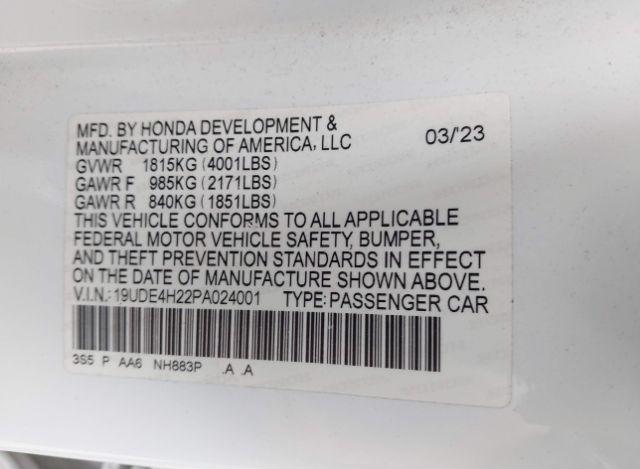 MFD. BY HONDA DEVELOPMENT &
MANUFACTURING OF AMERICA, LLC 03/'23
GVWR 1815KG (4001LBS)
GAWR F 985KG (2171LBS)
GAWR R 840KG (1851LBS)
THIS VEHICLE CONFORMS TO ALL APPLICABLE
FEDERAL MOTOR VEHICLE SAFETY, BUMPER,
AND THEFT PREVENTION STANDARDS IN EFFECT
ON THE DATE OF MANUFACTURE SHOWN ABOVE.
V.I.N.: 19UDE4H22PA024001 TYPE: PASSENGER CAR
3S5 P AA6 NH883P .A .A